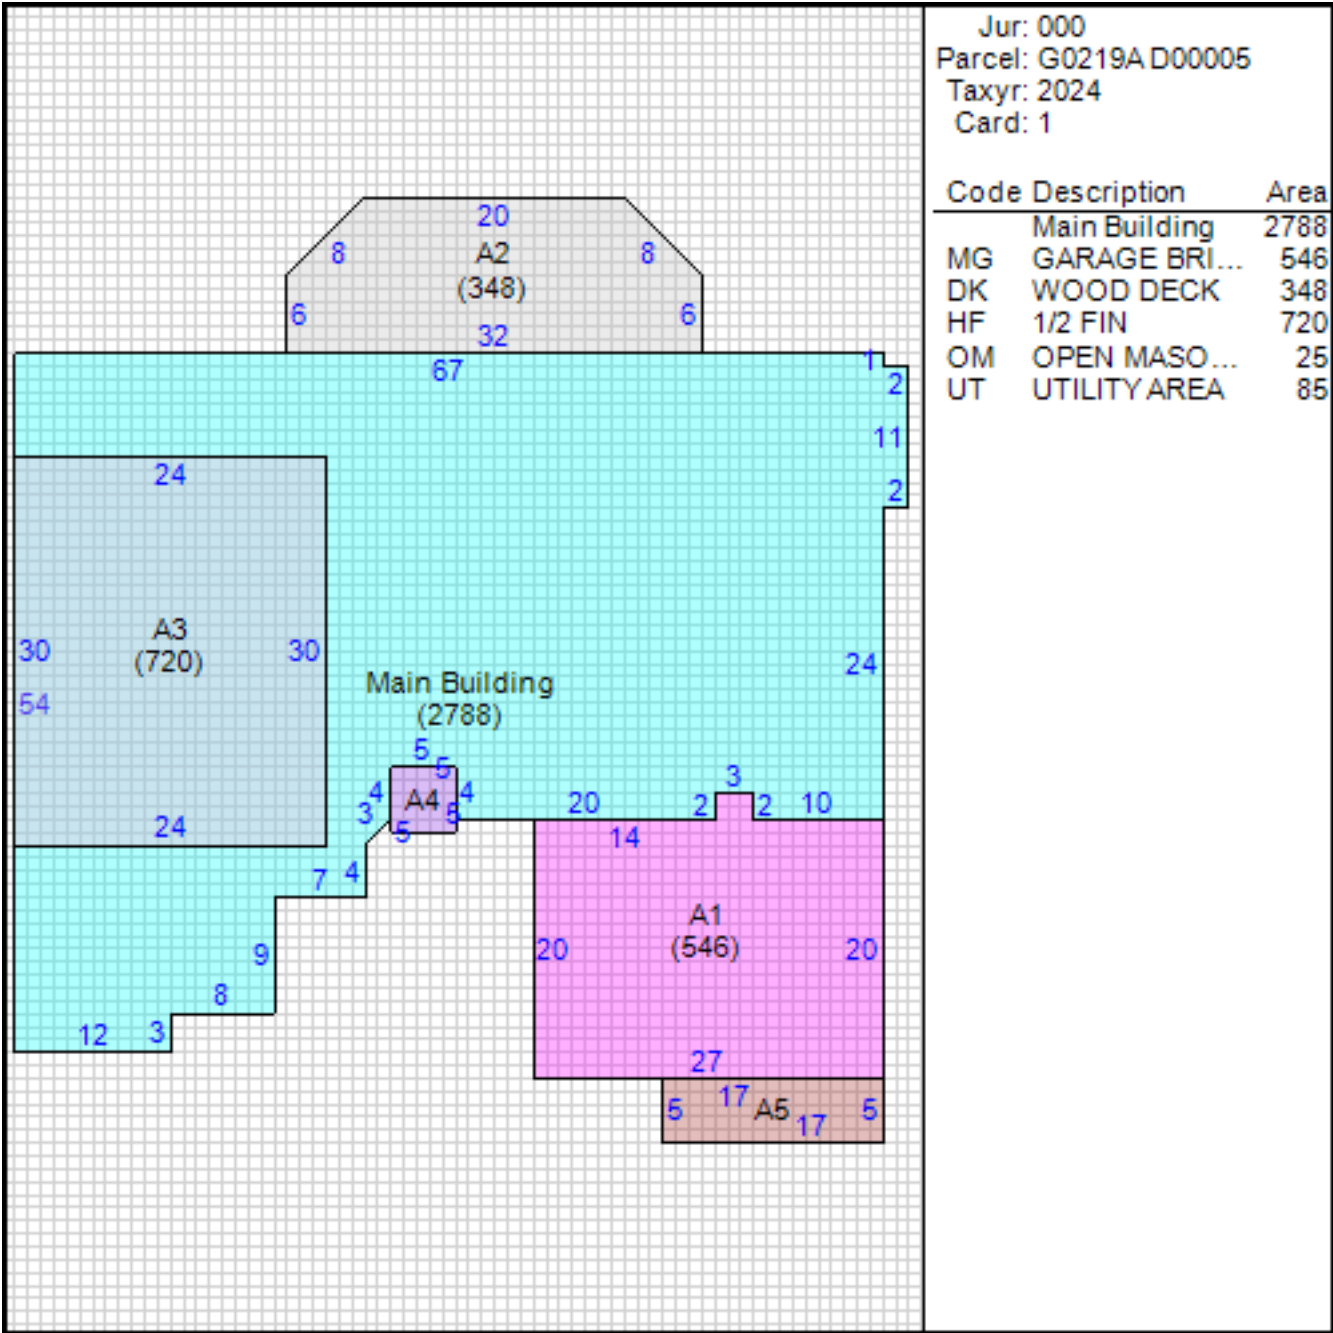 Jur: 000
Parcel: G0219A D00005
Taxyr: 2024
Card: 1
Code Description Area
Main Building 2788
MG GARAGE BRI... 546
DK WOOD DECK 348
HF 1/2 FIN 720
OM OPEN MASO... 25
UT UTILITY AREA 85
20
8 A2 8
(348)
6 6
32
67
1
2
11
2
24
A3
(720)
30 30
54
24
24
Main Building
(2788)
5
5
4 A4 4
3 5
5
3
20 2 2 10
14
7 4
A1
(546)
20 20
9
8
12 3
27
17
5 A5 5
17